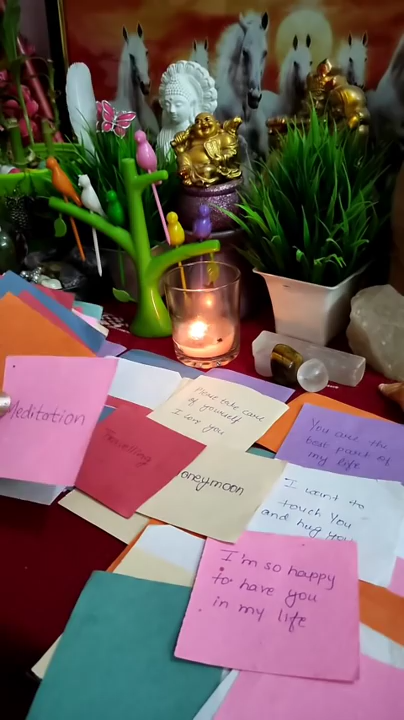 Meditation
Travelling
Please take care
of yourself
I love you
oneymoon
You are the
best part of
my life
I want to
touch You
and hug you
I'm so happy
to have you
in my life